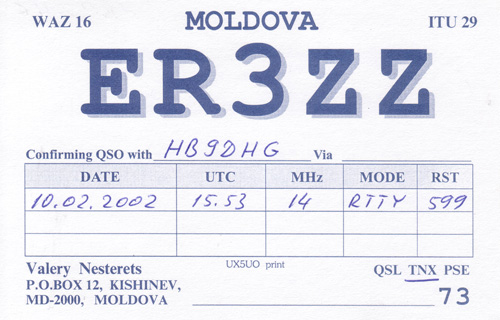 WAZ 16 MOLDOVA ITU 29
ER3ZZ
Confirming QSO with HB9DHG Via
DATE UTC MHz MODE RST
10.02.2002 15.53 14 RTTY 599
Valery Nesterets UX5UO print QSL TNX PSE
P.O.BOX 12, KISHINEV,
MD-2000, MOLDOVA 73